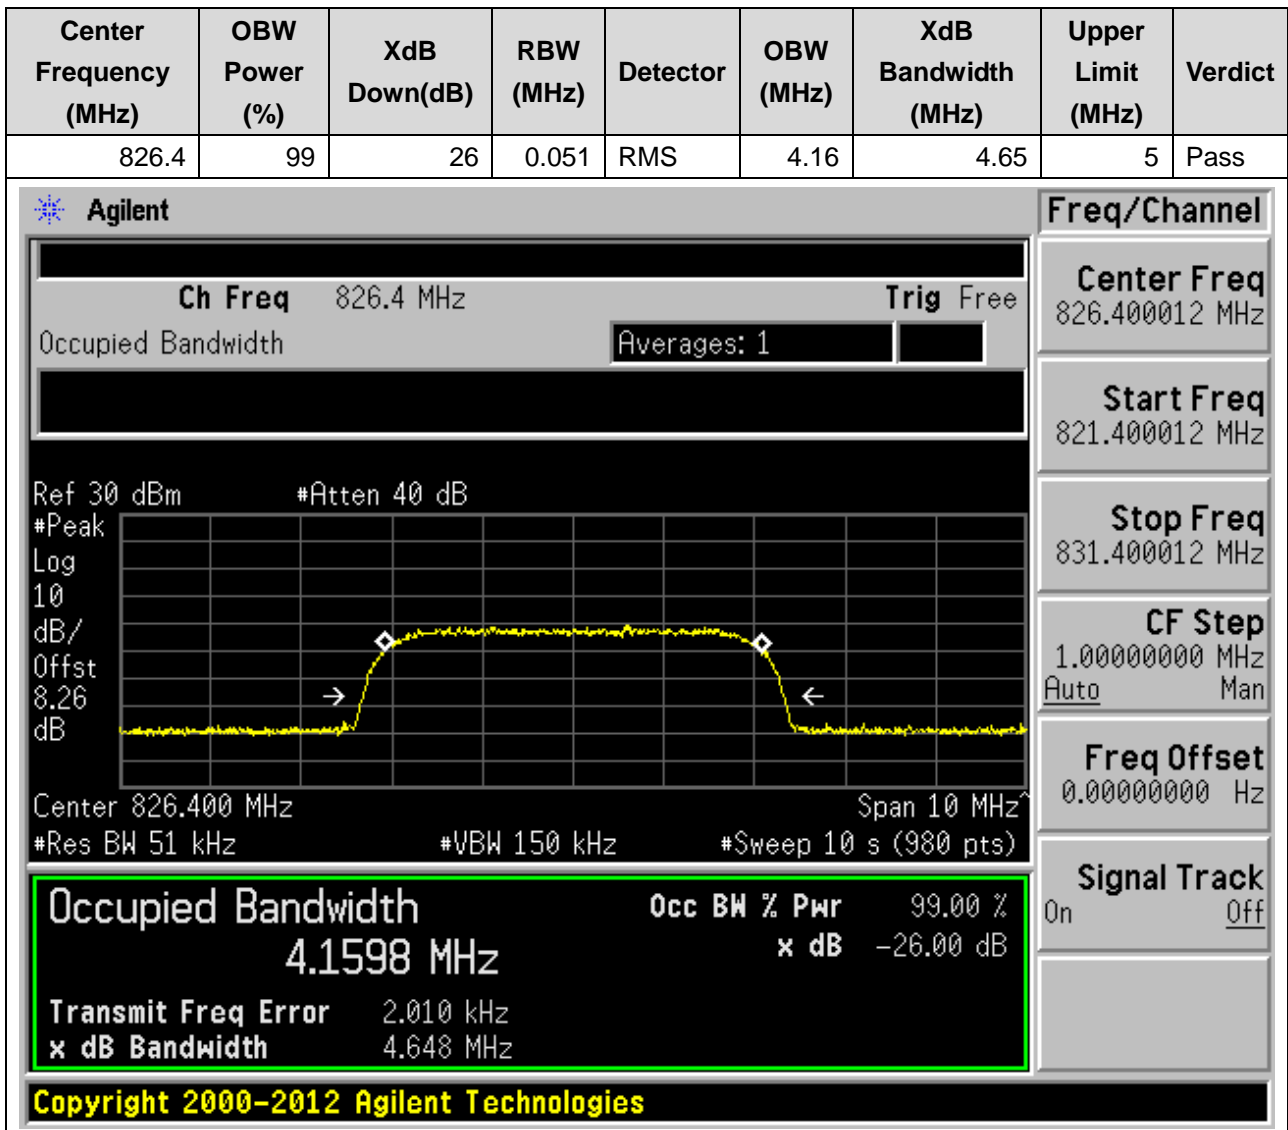 Center Frequency (MHz) OBW Power (%) XdB Down(dB) RBW (MHz) Detector OBW (MHz) XdB Bandwidth (MHz) Upper Limit (MHz) Verdict
826.4 99 26 0.051 RMS 4.16 4.65 5 Pass
Agilent
Freq/Channel
Ch Freq 826.4 MHz Trig Free
Occupied Bandwidth Averages: 1
Center Freq
826.400012 MHz
Start Freq
821.400012 MHz
Stop Freq
831.400012 MHz
CF Step
1.00000000 MHz
Auto Man
Freq Offset
0.00000000 Hz
Signal Track
On Off
Ref 30 dBm #Atten 40 dB
#Peak
Log
10
dB/
Offst
8.26
dB
Center 826.400 MHz Span 10 MHz^
#Res BW 51 kHz #VBW 150 kHz #Sweep 10 s (980 pts)
Occupied Bandwidth Occ BW % Pwr 99.00 %
4.1598 MHz x dB -26.00 dB
Transmit Freq Error 2.010 kHz
x dB Bandwidth 4.648 MHz
Copyright 2000-2012 Agilent Technologies